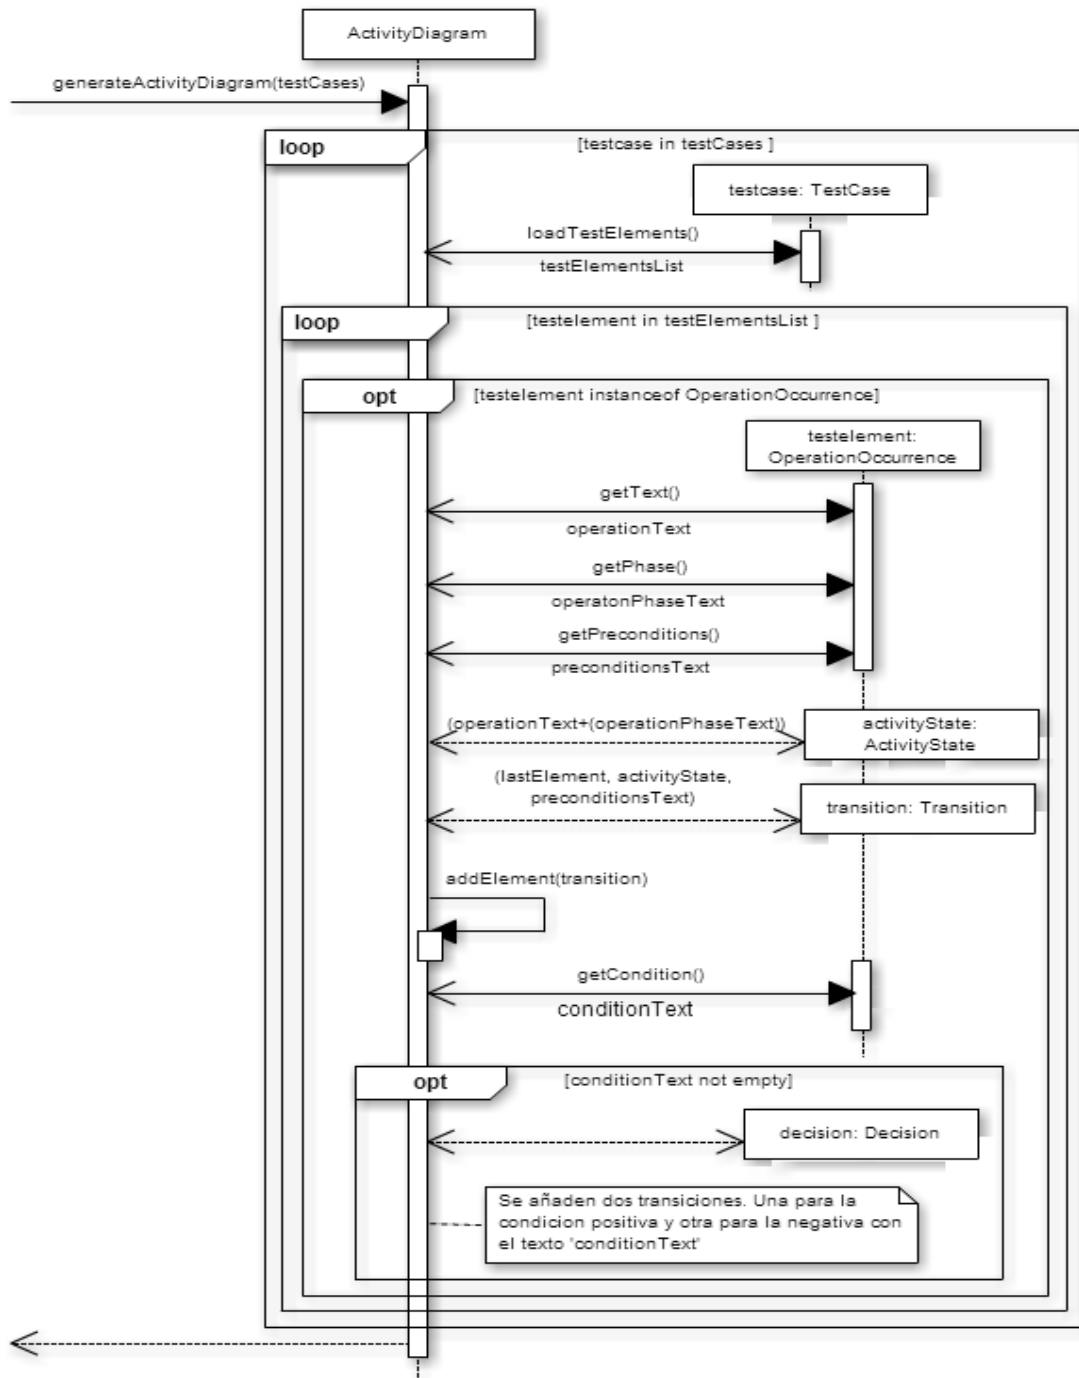 ActivityDiagram
generateActivityDiagram(testCases)
loop
[testcase in testCases ]
testcase: TestCase
loadTestElements()
testElementsList
loop
[testelement in testElementsList ]
opt
[testelement instanceof OperationOccurrence]
testelement:
OperationOccurrence
getText()
operationText
getPhase()
operatonPhaseText
getPreconditions()
preconditionsText
(operationText+(operationPhaseText))
activityState:
ActivityState
(lastElement, activityState,
preconditionsText)
transition: Transition
addElement(transition)
getCondition()
conditionText
opt
[conditionText not empty]
decision: Decision
Se añaden dos transiciones. Una para la
condicion positiva y otra para la negativa con
el texto 'conditionText'